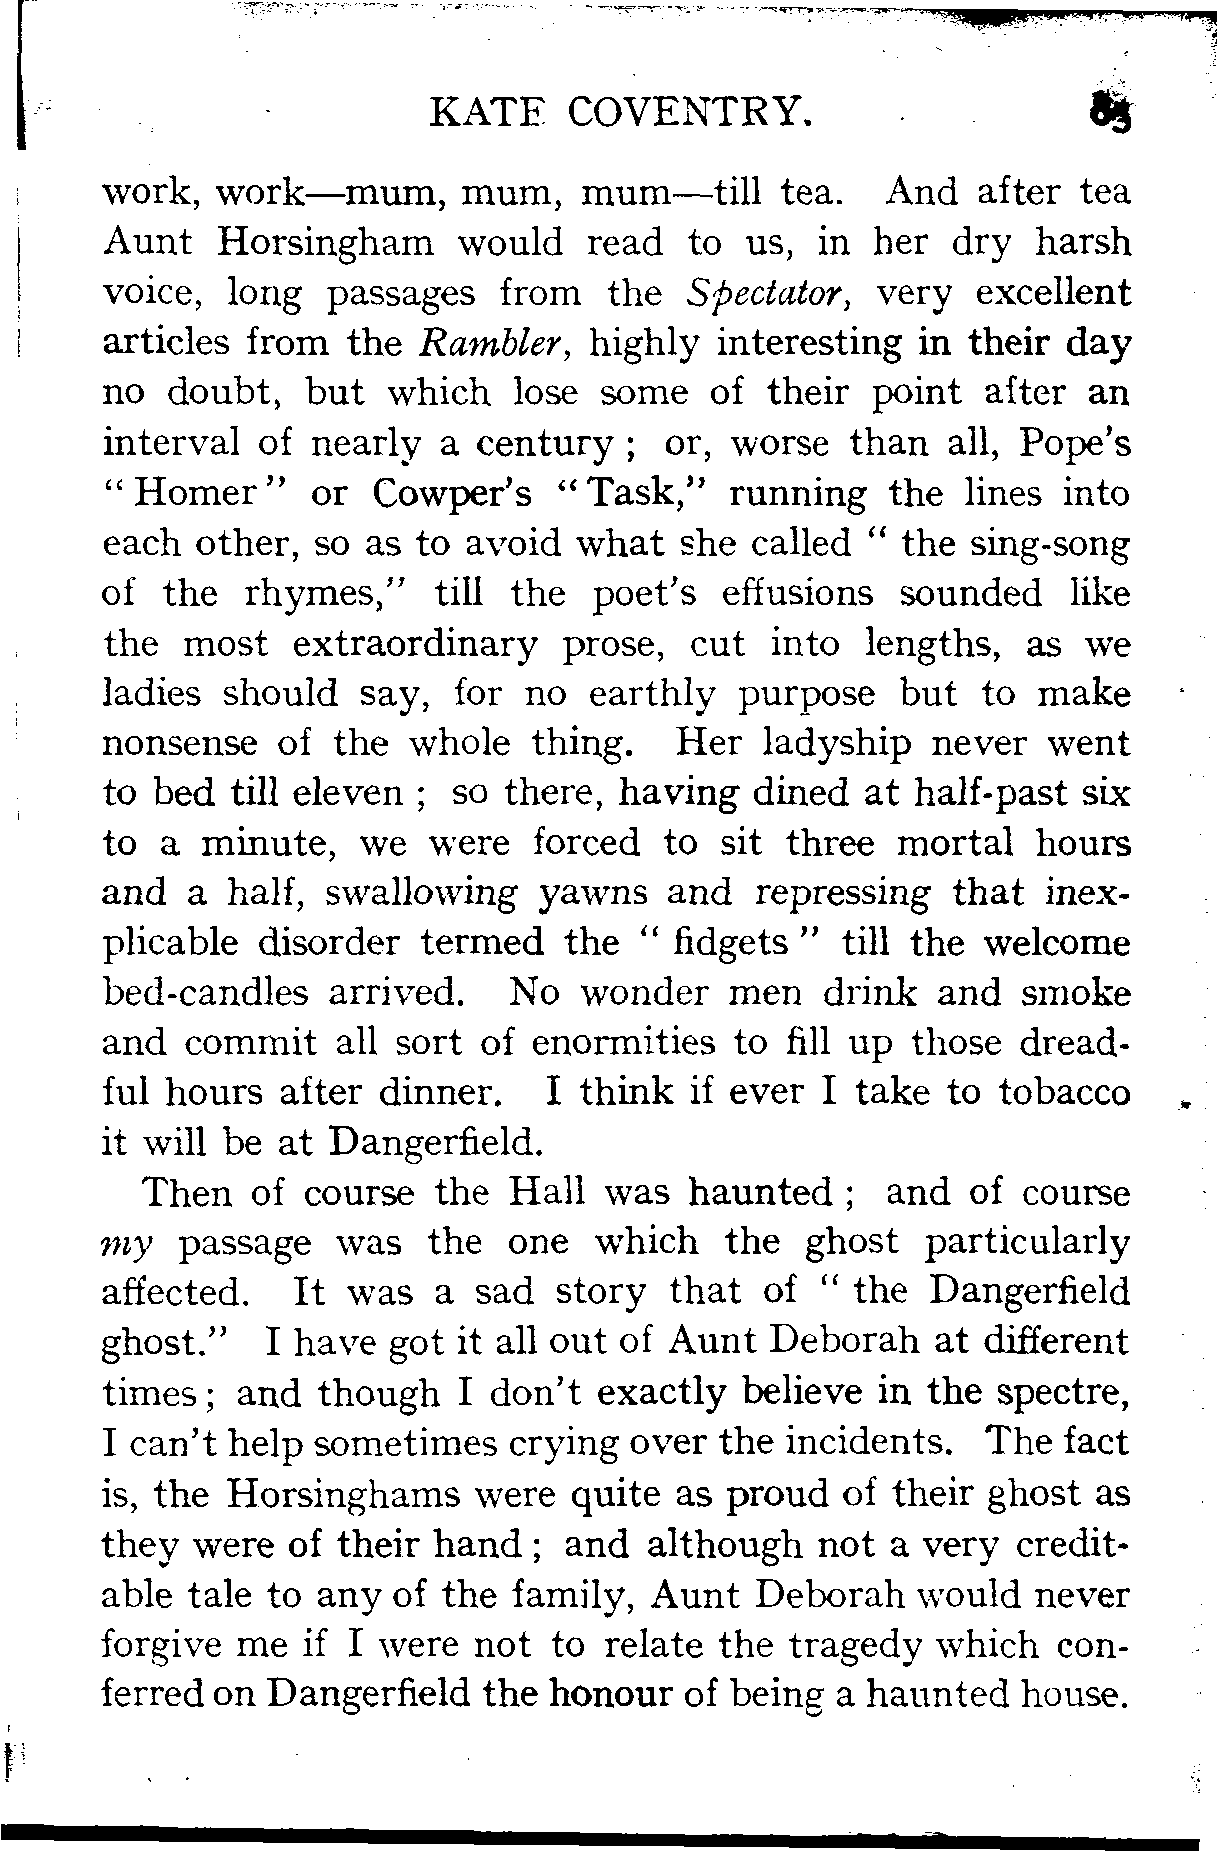 KATE COVENTRY. 83
work, work—mum, mum, mum—till tea. And after tea
Aunt Horsingham would read to us, in her dry harsh
voice, long passages from the Spectator, very excellent
articles from the Rambler, highly interesting in their day
no doubt, but which lose some of their point after an
interval of nearly a century ; or, worse than all, Pope's
“ Homer ” or Cowper's “ Task,” running the lines into
each other, so as to avoid what she called “ the sing-song
of the rhymes,” till the poet's effusions sounded like
the most extraordinary prose, cut into lengths, as we
ladies should say, for no earthly purpose but to make
nonsense of the whole thing. Her ladyship never went
to bed till eleven ; so there, having dined at half-past six
to a minute, we were forced to sit three mortal hours
and a half, swallowing yawns and repressing that inex-
plicable disorder termed the “ fidgets ” till the welcome
bed-candles arrived. No wonder men drink and smoke
and commit all sort of enormities to fill up those dread-
ful hours after dinner. I think if ever I take to tobacco
it will be at Dangerfield.
Then of course the Hall was haunted ; and of course
my passage was the one which the ghost particularly
affected. It was a sad story that of “ the Dangerfield
ghost.” I have got it all out of Aunt Deborah at different
times ; and though I don't exactly believe in the spectre,
I can't help sometimes crying over the incidents. The fact
is, the Horsinghams were quite as proud of their ghost as
they were of their hand ; and although not a very credit-
able tale to any of the family, Aunt Deborah would never
forgive me if I were not to relate the tragedy which con-
ferred on Dangerfield the honour of being a haunted house.